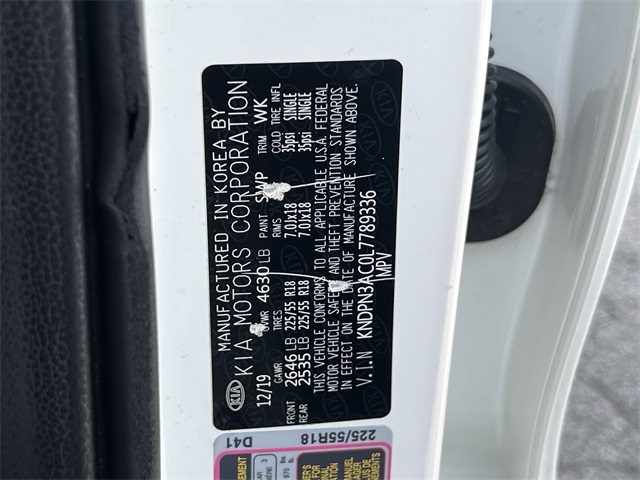 KIA
MANUFACTURED IN KOREA BY
KIA MOTORS CORPORATION
12/19 GVWR 4630 LB PAINT SWP TRIM WK
GAWR TIRES RIMS COLD TIRE INFL
FRONT 2646 LB 225/55 R18 7.0Jx18 35psi SINGLE
REAR 2535 LB 225/55 R18 7.0Jx18 35psi SINGLE
THIS VEHICLE CONFORMS TO ALL APPLICABLE U.S.A. FEDERAL
MOTOR VEHICLE SAFETY AND THEFT PREVENTION STANDARDS
IN EFFECT ON THE DATE OF MANUFACTURE SHOWN ABOVE.
V.I.N KNDPN3AC0L7789336
MPV
D41
225/55R18